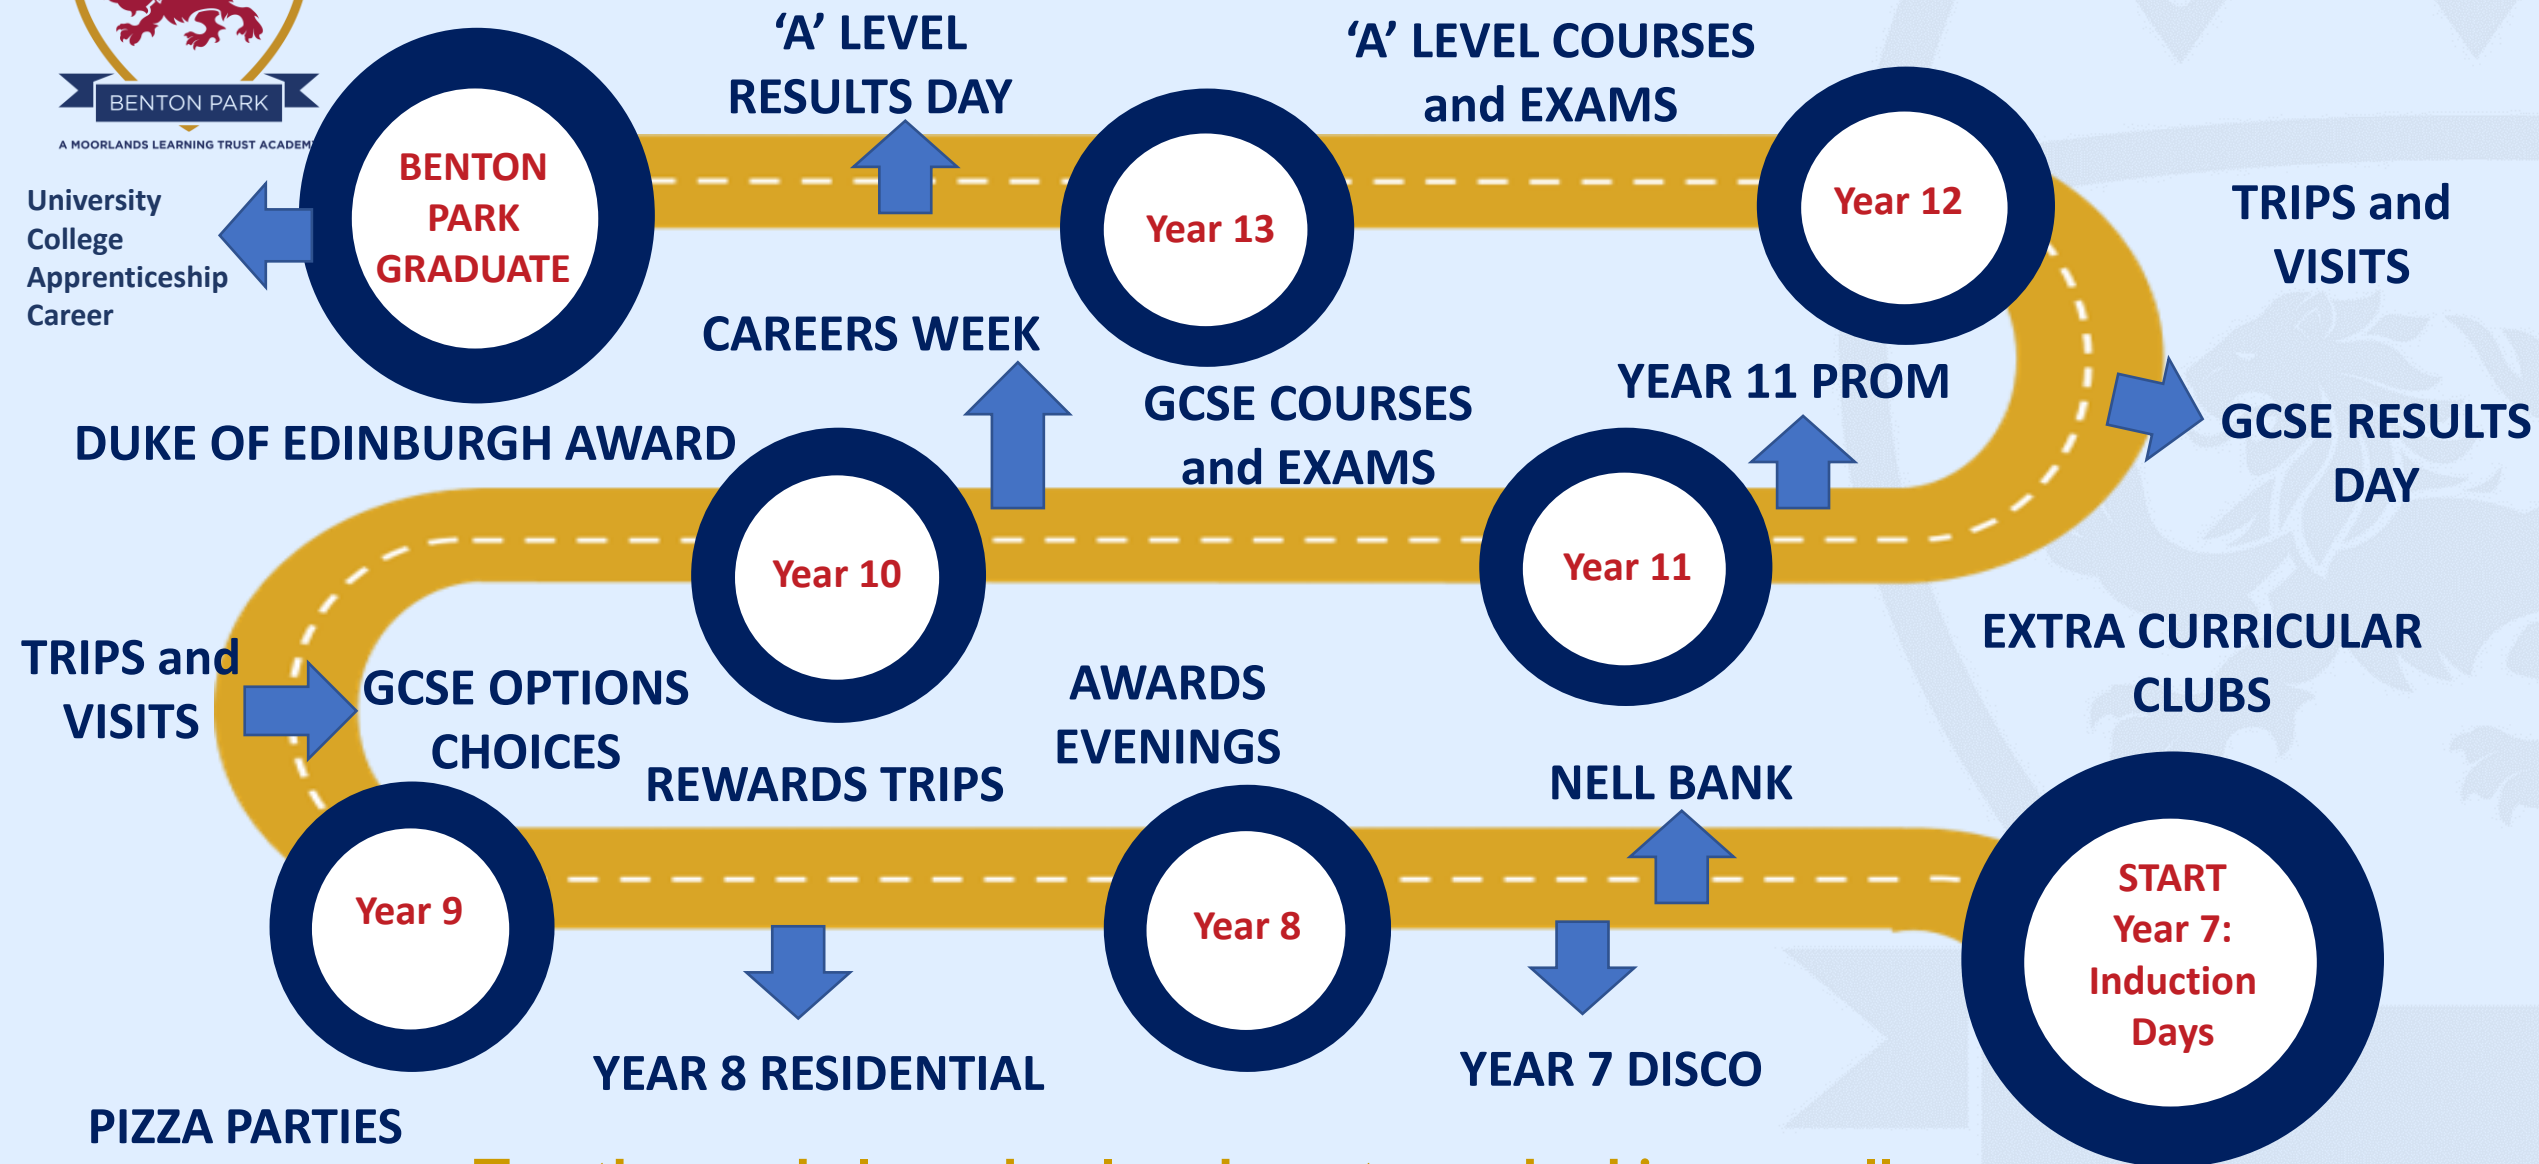 'A' LEVEL
RESULTS DAY
'A' LEVEL COURSES
and EXAMS
BENTON PARK
A MOORLANDS LEARNING TRUST
BENTON
PARK
GRADUATE
Year 13
Year 12
TRIPS and
VISITS
University
College
Apprenticeship
Career
CAREERS WEEK
YEAR 11 PROM
GCSE COURSES
and EXAMS
GCSE RESULTS
DAY
DUKE OF EDINBURGH AWARD
Year 10
Year 11
TRIPS and
VISITS
GCSE OPTIONS
CHOICES
REWARDS TRIPS
AWARDS
EVENINGS
EXTRA CURRICULAR
CLUBS
NELL BANK
Year 9
Year 8
START
Year 7:
Induction
Days
YEAR 8 RESIDENTIAL
YEAR 7 DISCO
PIZZA PARTIES